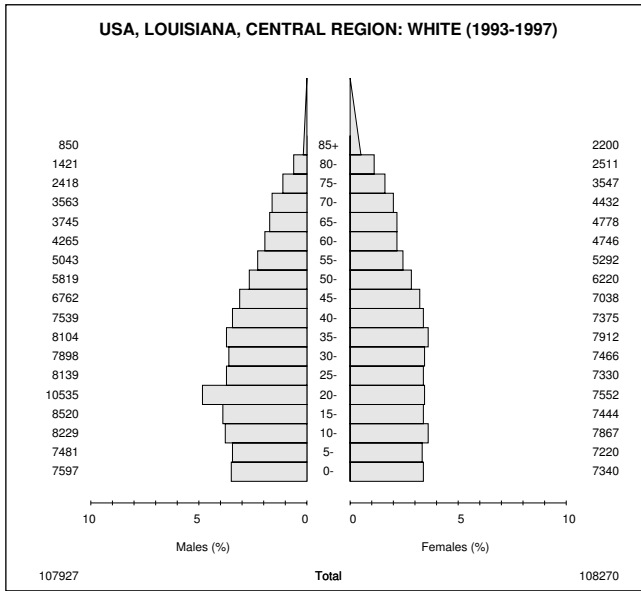 USA, LOUISIANA, CENTRAL REGION: WHITE (1993-1997)
850 85+ 2200
1421 80- 2511
2418 75- 3547
3563 70- 4432
3745 65- 4778
4265 60- 4746
5043 55- 5292
5819 50- 6220
6762 45- 7038
7539 40- 7375
8104 35- 7912
7898 30- 7466
8139 25- 7330
10535 20- 7552
8520 15- 7444
8229 10- 7867
7481 5- 7220
7597 0- 7340
10 5 0 0 5 10
Males (%) Females (%)
107927 Total 108270